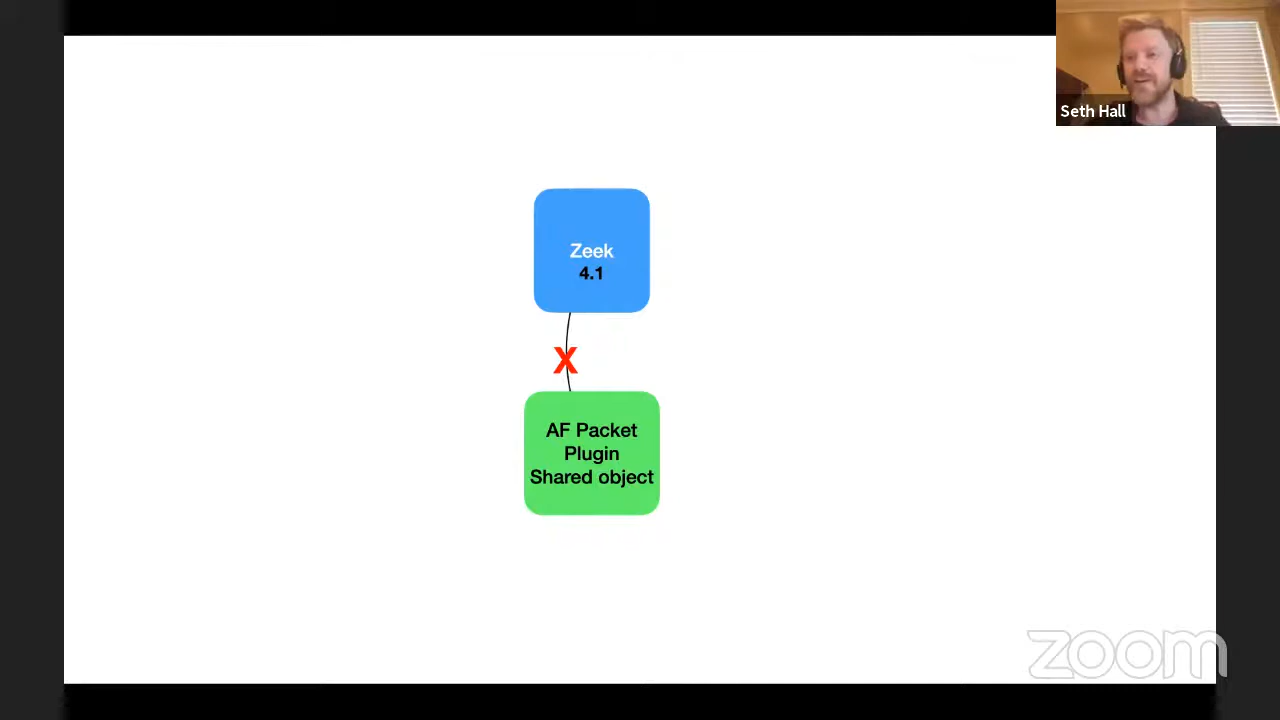 Seth Hall
Zeek
4.1
X
AF Packet
Plugin
Shared object
zoom